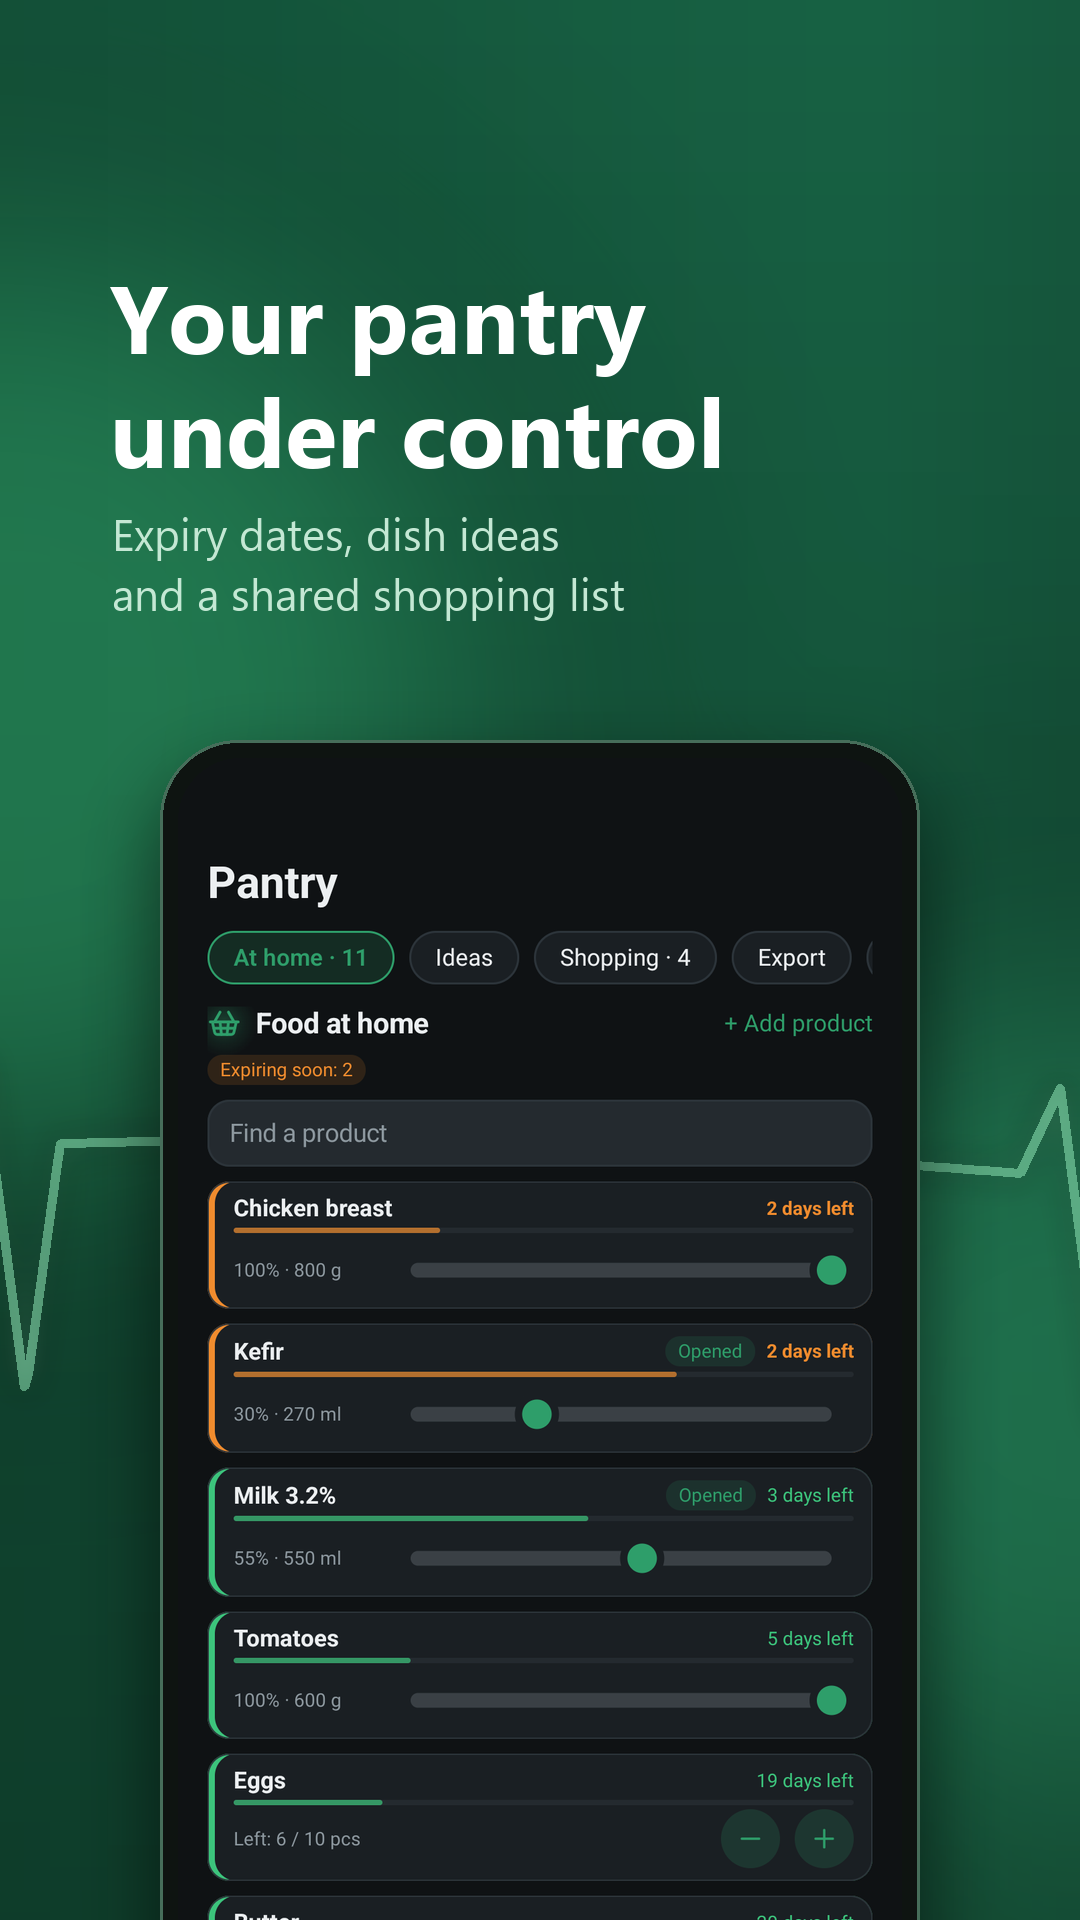 Your pantry
under control
Expiry dates, dish ideas
and a shared shopping list
Pantry
At home · 11
Ideas
Shopping · 4
Export
Food at home
+ Add product
Expiring soon: 2
Find a product
Chicken breast
2 days left
100% · 800 g
Kefir
Opened
2 days left
30% · 270 ml
Milk 3.2%
Opened
3 days left
55% · 550 ml
Tomatoes
5 days left
100% · 600 g
Eggs
19 days left
Left: 6 / 10 pcs
Butter